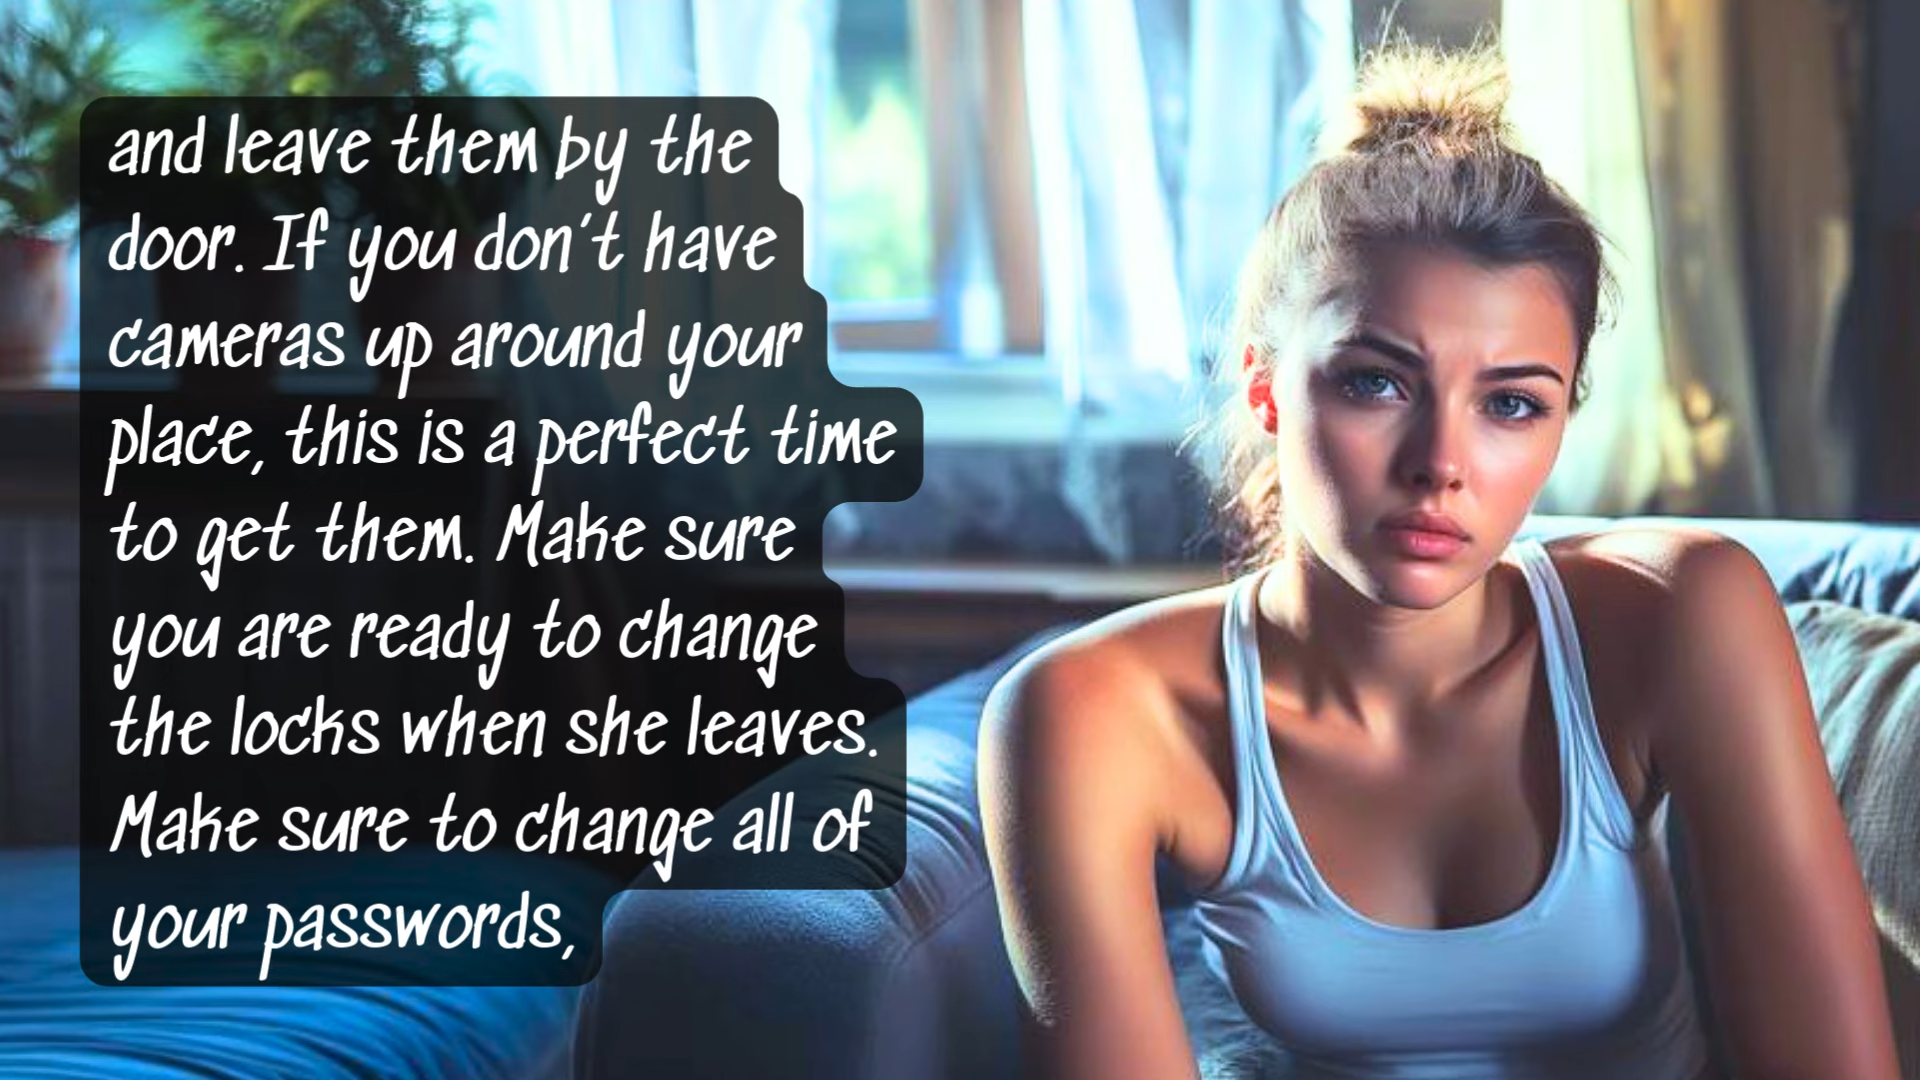 and leave them by the
door. If you don't have
cameras up around your
place, this is a perfect time
to get them. Make sure
you are ready to change
the locks when she leaves.
Make sure to change all of
your passwords,